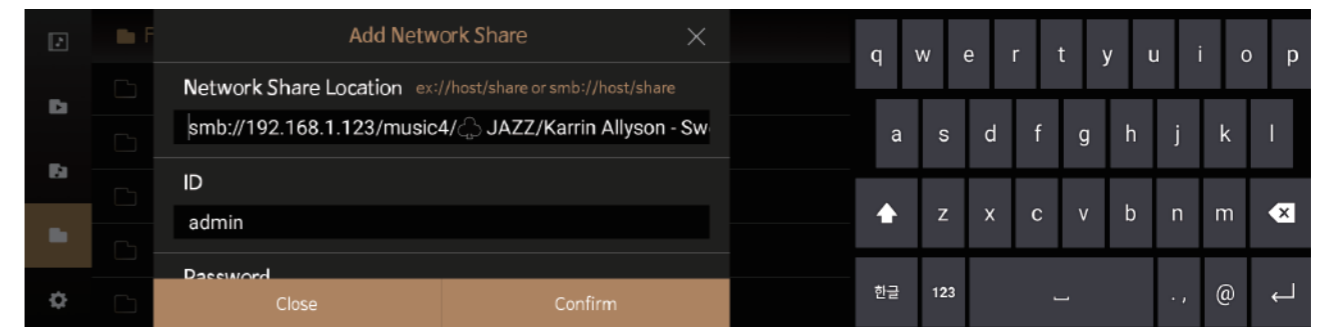 Add Network Share
Network Share Location ex://host/share or smb://host/share
smb://192.168.1.123/music4/♧ JAZZ/Karrin Allyson - Sw
ID
admin
Password
Close Confirm
q w e r t y u i o p
a s d f g h j k l
z x c v b n m
한글 123 . , @